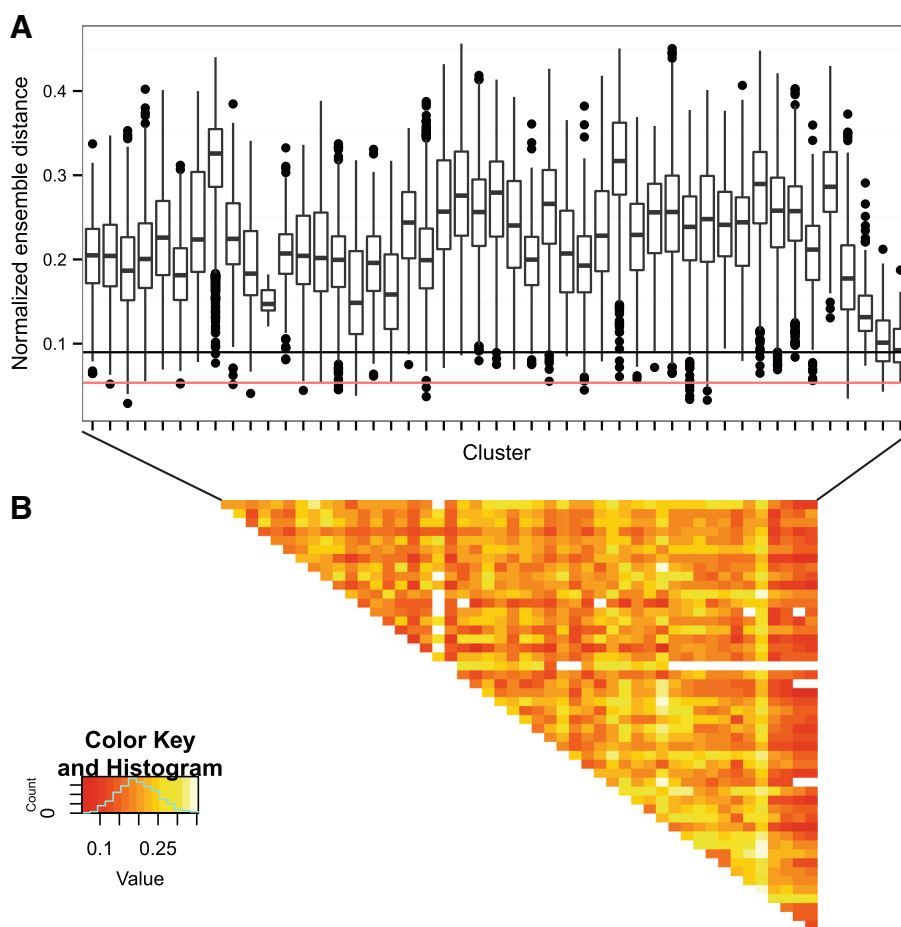 A
Normalized ensemble distance
0.4
0.3
0.2
0.1
Cluster
B
Color Key
and Histogram
Count
0
0.1 0.25
Value